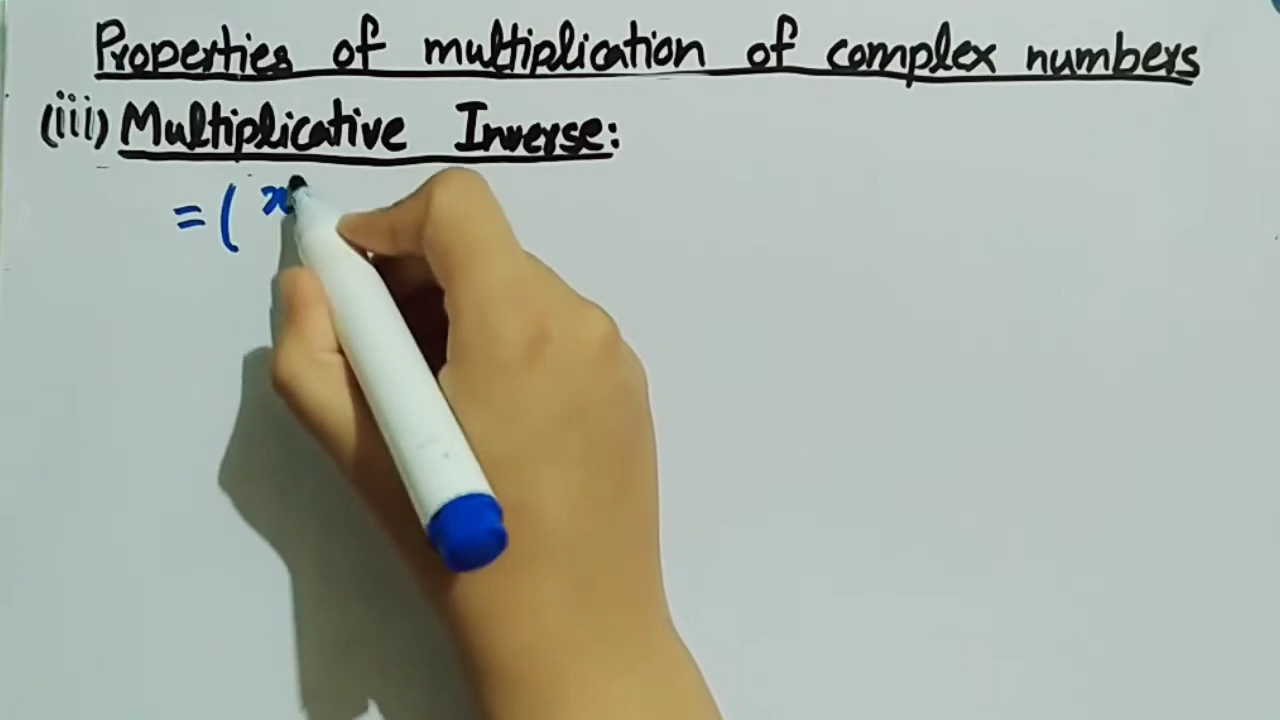 Properties of multiplication of complex numbers
(iii) Multiplicative Inverse:
= ( x